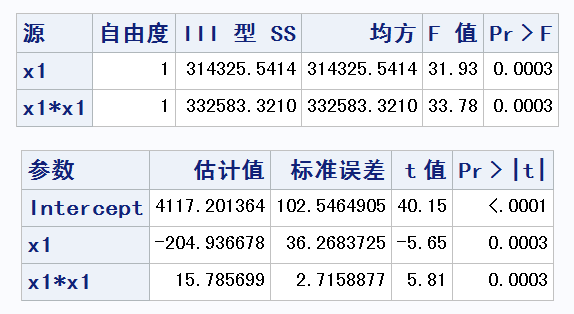 源 自由度 III 型 SS 均方 F 值 Pr > F
x1 1 314325.5414 314325.5414 31.93 0.0003
x1*x1 1 332583.3210 332583.3210 33.78 0.0003
参数 估计值 标准误差 t 值 Pr > |t|
Intercept 4117.201364 102.5464905 40.15 <.0001
x1 -204.936678 36.2683725 -5.65 0.0003
x1*x1 15.785699 2.7158877 5.81 0.0003